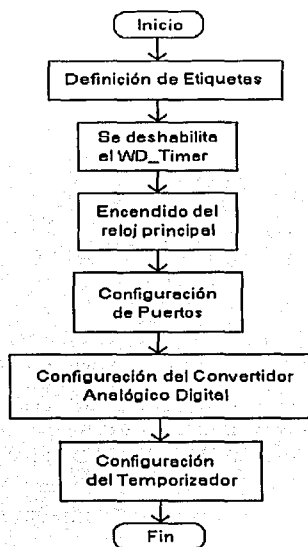 Inicio
Definición de Etiquetas
Se deshabilita
el WD_Timer
Encendido del
reloj principal
Configuración
de Puertos
Configuración del Convertidor
Analógico Digital
Configuración
del Temporizador
Fin